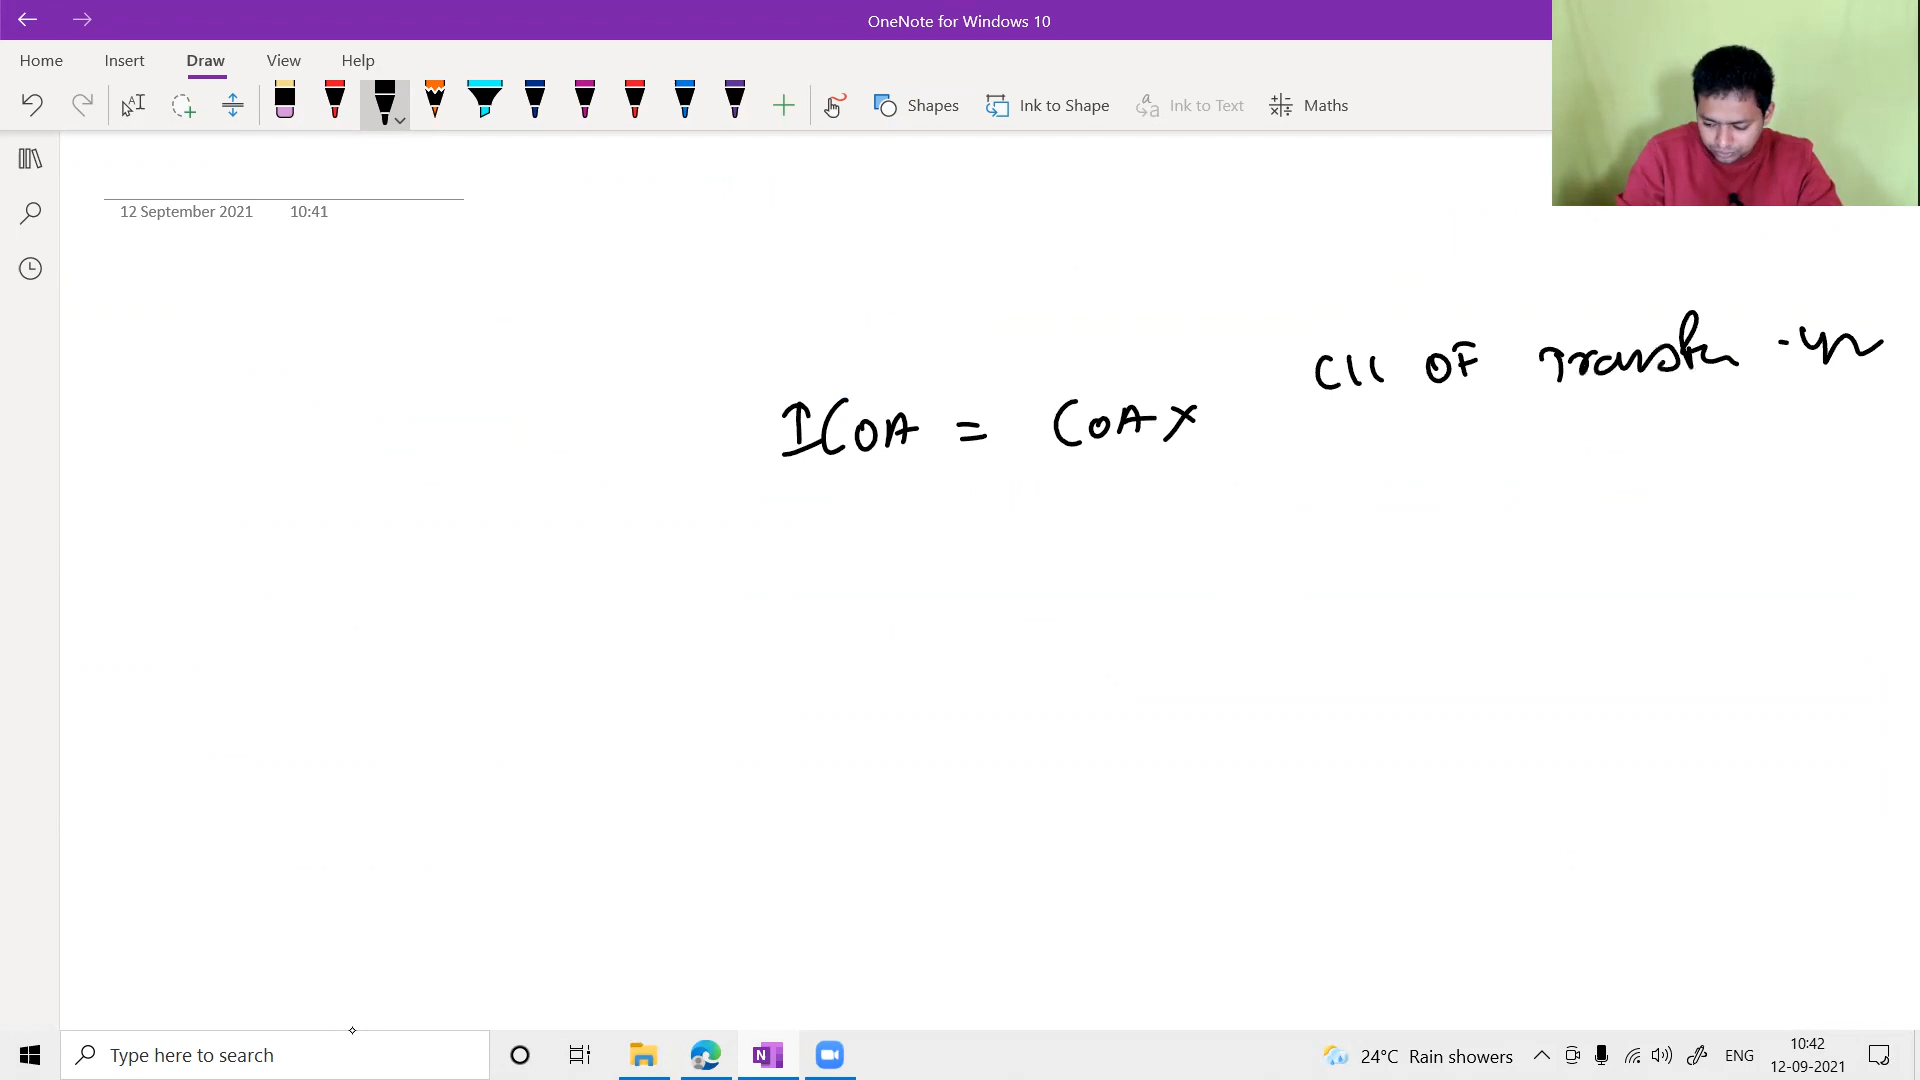 OneNote for Windows 10
Home Insert Draw View Help
Shapes Ink to Shape Ink to Text Maths
12 September 2021 10:41
CII OF Transfer -yr
ICOA = COA X
Type here to search
24°C Rain showers
ENG
10:42
12-09-2021